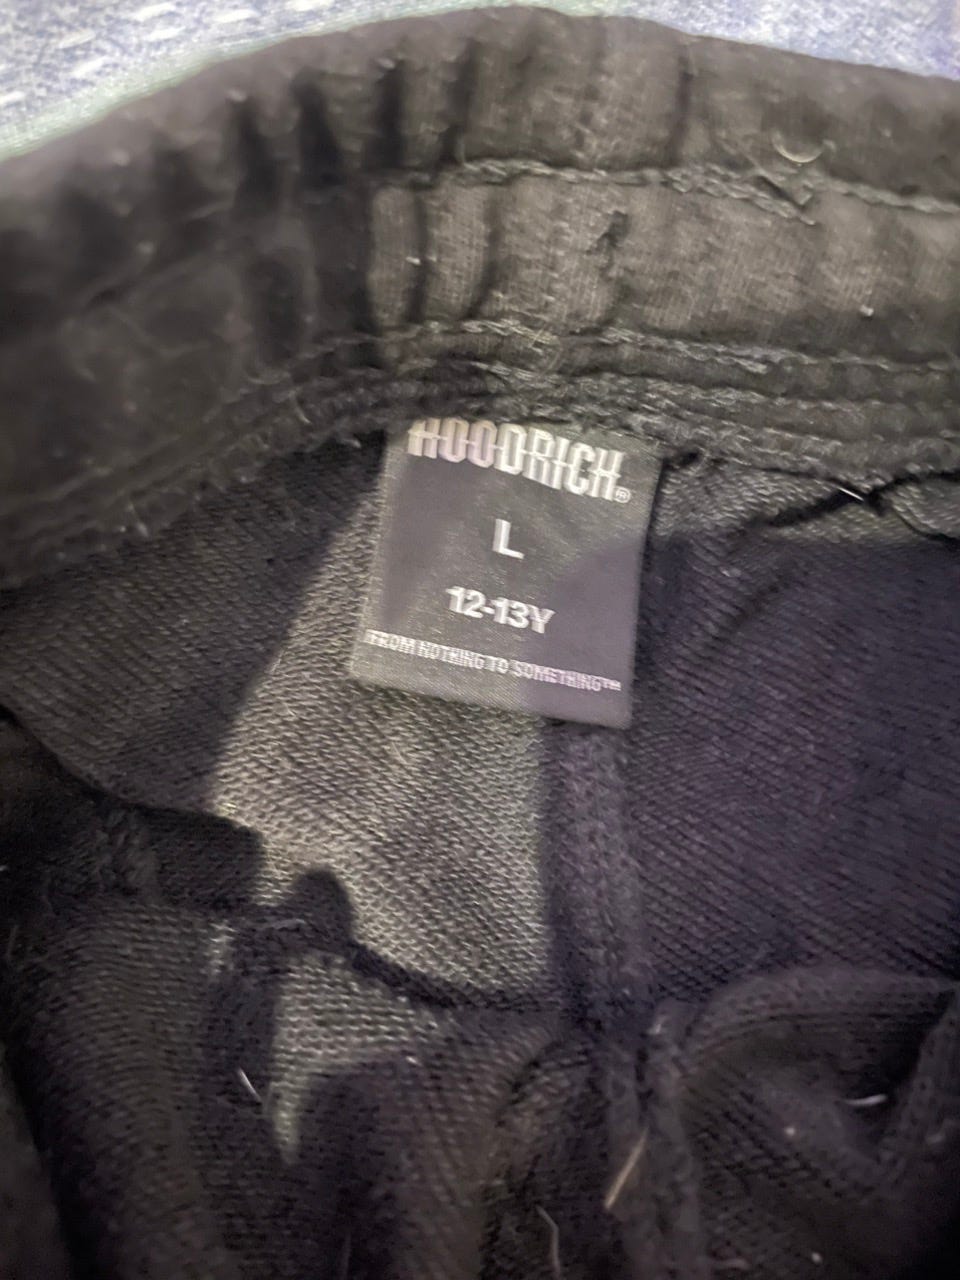 HOODRICH®
L
12-13Y
FROM NOTHING TO SOMETHING™